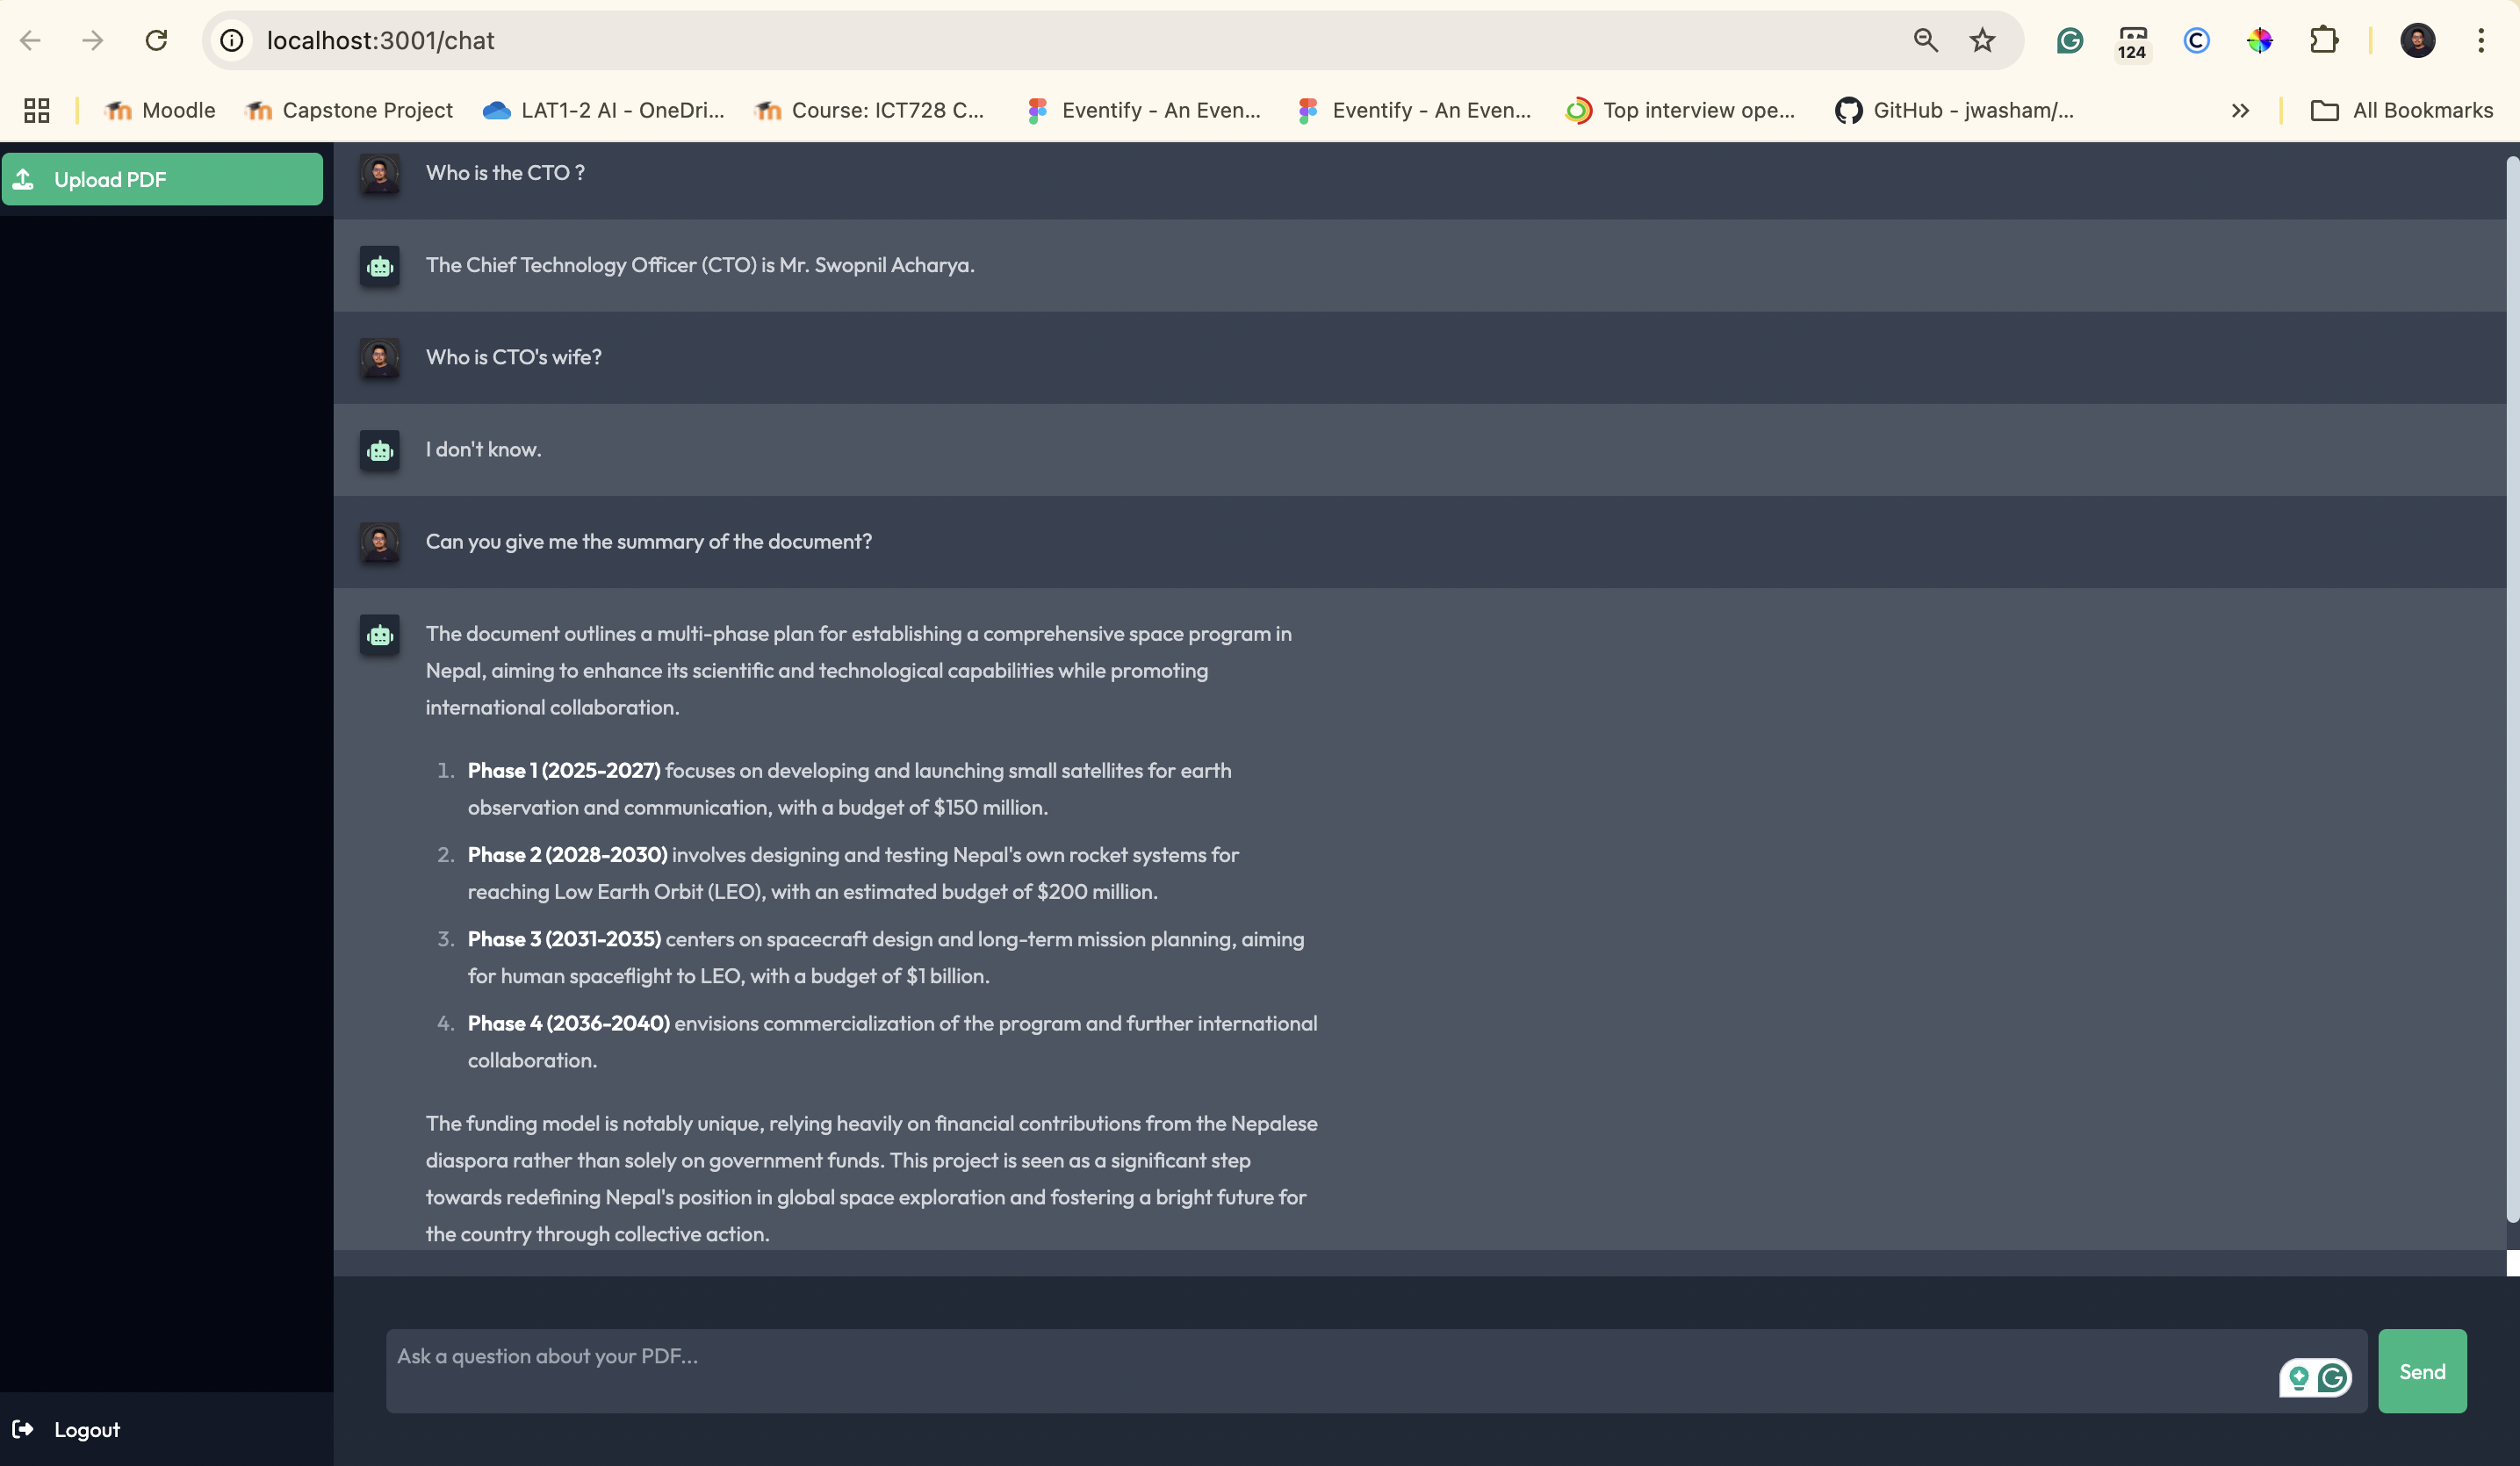 localhost:3001/chat
124
Moodle
Capstone Project
LAT1-2 AI - OneDri...
Course: ICT728 C...
Eventify - An Even...
Eventify - An Even...
Top interview ope...
GitHub - jwasham/...
All Bookmarks
Upload PDF
Who is the CTO ?
The Chief Technology Officer (CTO) is Mr. Swopnil Acharya.
Who is CTO's wife?
I don't know.
Can you give me the summary of the document?
The document outlines a multi-phase plan for establishing a comprehensive space program in
Nepal, aiming to enhance its scientific and technological capabilities while promoting
international collaboration.
1. Phase 1 (2025-2027) focuses on developing and launching small satellites for earth
observation and communication, with a budget of $150 million.
2. Phase 2 (2028-2030) involves designing and testing Nepal's own rocket systems for
reaching Low Earth Orbit (LEO), with an estimated budget of $200 million.
3. Phase 3 (2031-2035) centers on spacecraft design and long-term mission planning, aiming
for human spaceflight to LEO, with a budget of $1 billion.
4. Phase 4 (2036-2040) envisions commercialization of the program and further international
collaboration.
The funding model is notably unique, relying heavily on financial contributions from the Nepalese
diaspora rather than solely on government funds. This project is seen as a significant step
towards redefining Nepal's position in global space exploration and fostering a bright future for
the country through collective action.
Ask a question about your PDF...
Send
Logout